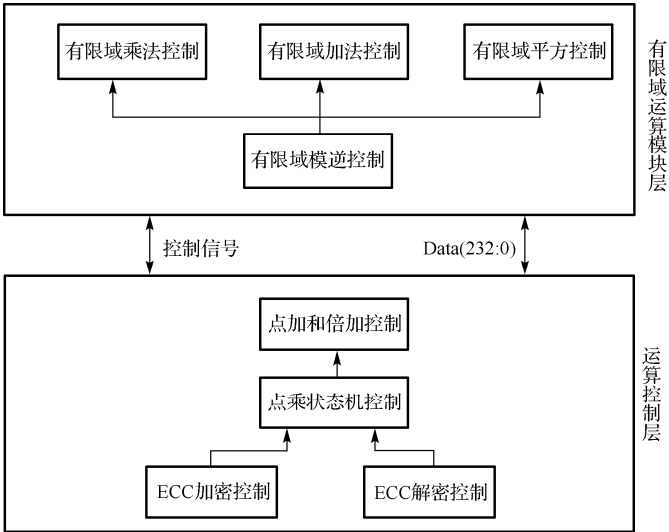 有限域乘法控制
有限域加法控制
有限域平方控制
有限域模逆控制
有限域运算模块层
控制信号
Data(232:0)
点加和倍加控制
点乘状态机控制
ECC加密控制
ECC解密控制
运算控制层